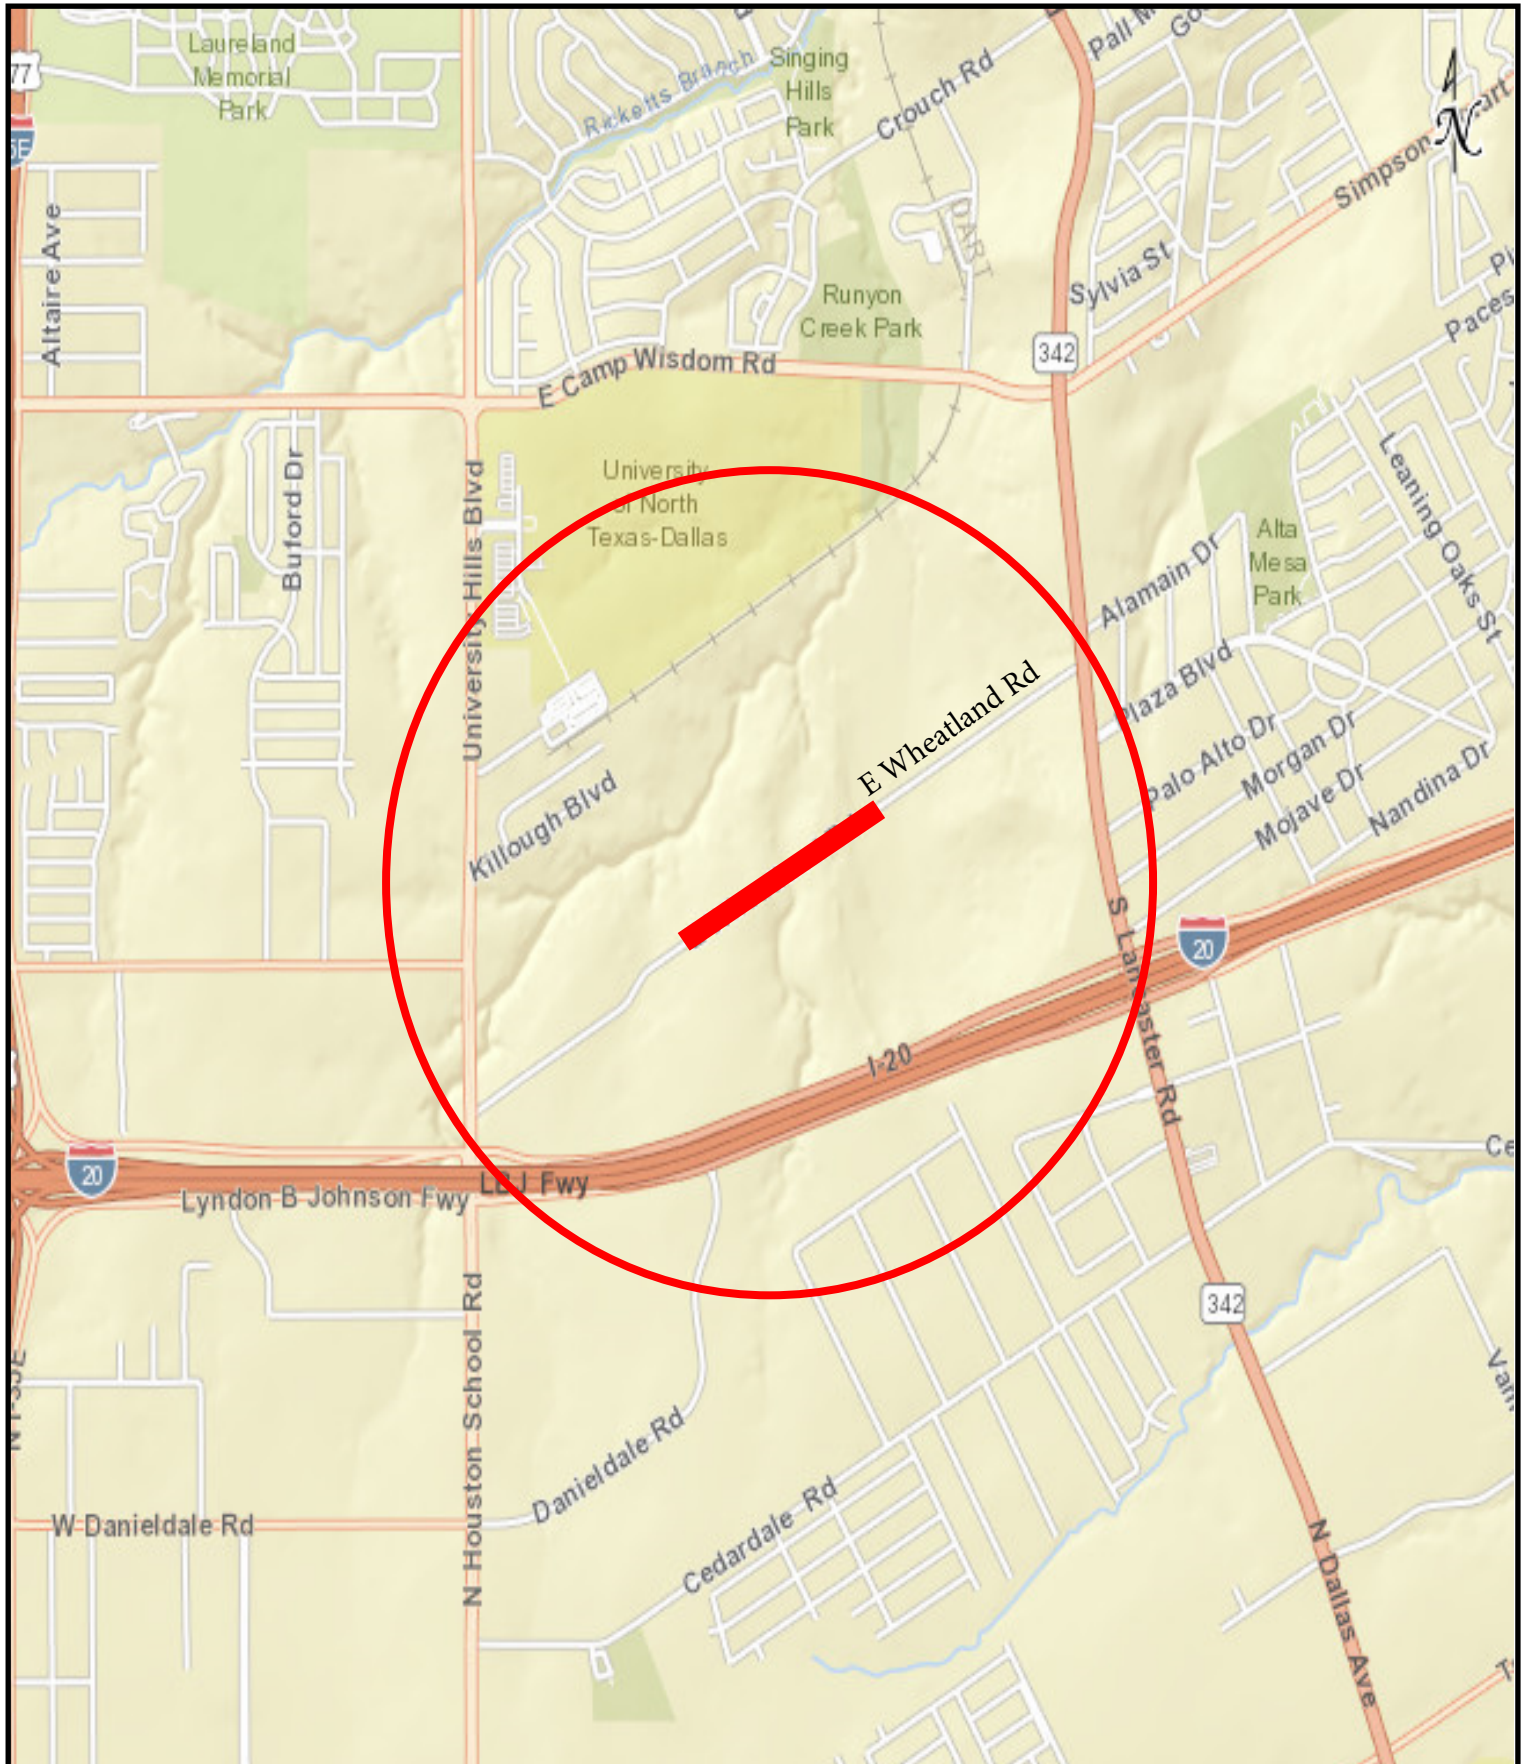 Laureland
Memorial
Park
77
Ricketts Branch
Singing
Hills
Park
Crouch Rd
Pall
N
Simpson
Altaire Ave
DART
Sylvia St
Runyon
Creek Park
342
E Camp Wisdom Rd
Paces
University
of North
Texas-Dallas
University Hills Blvd
Buford Dr
Leaning Oaks St
Alta
Mesa
Park
Alamain Dr
Plaza Blvd
E Wheatland Rd
Palo Alto Dr
Morgan Dr
Mojave Dr
Nandina Dr
Killough Blvd
S Lancaster Rd
20
I-20
20
LBJ Fwy
Lyndon B Johnson Fwy
342
N Houston School Rd
Danieldale Rd
W Danieldale Rd
Cedardale Rd
N Dallas Ave